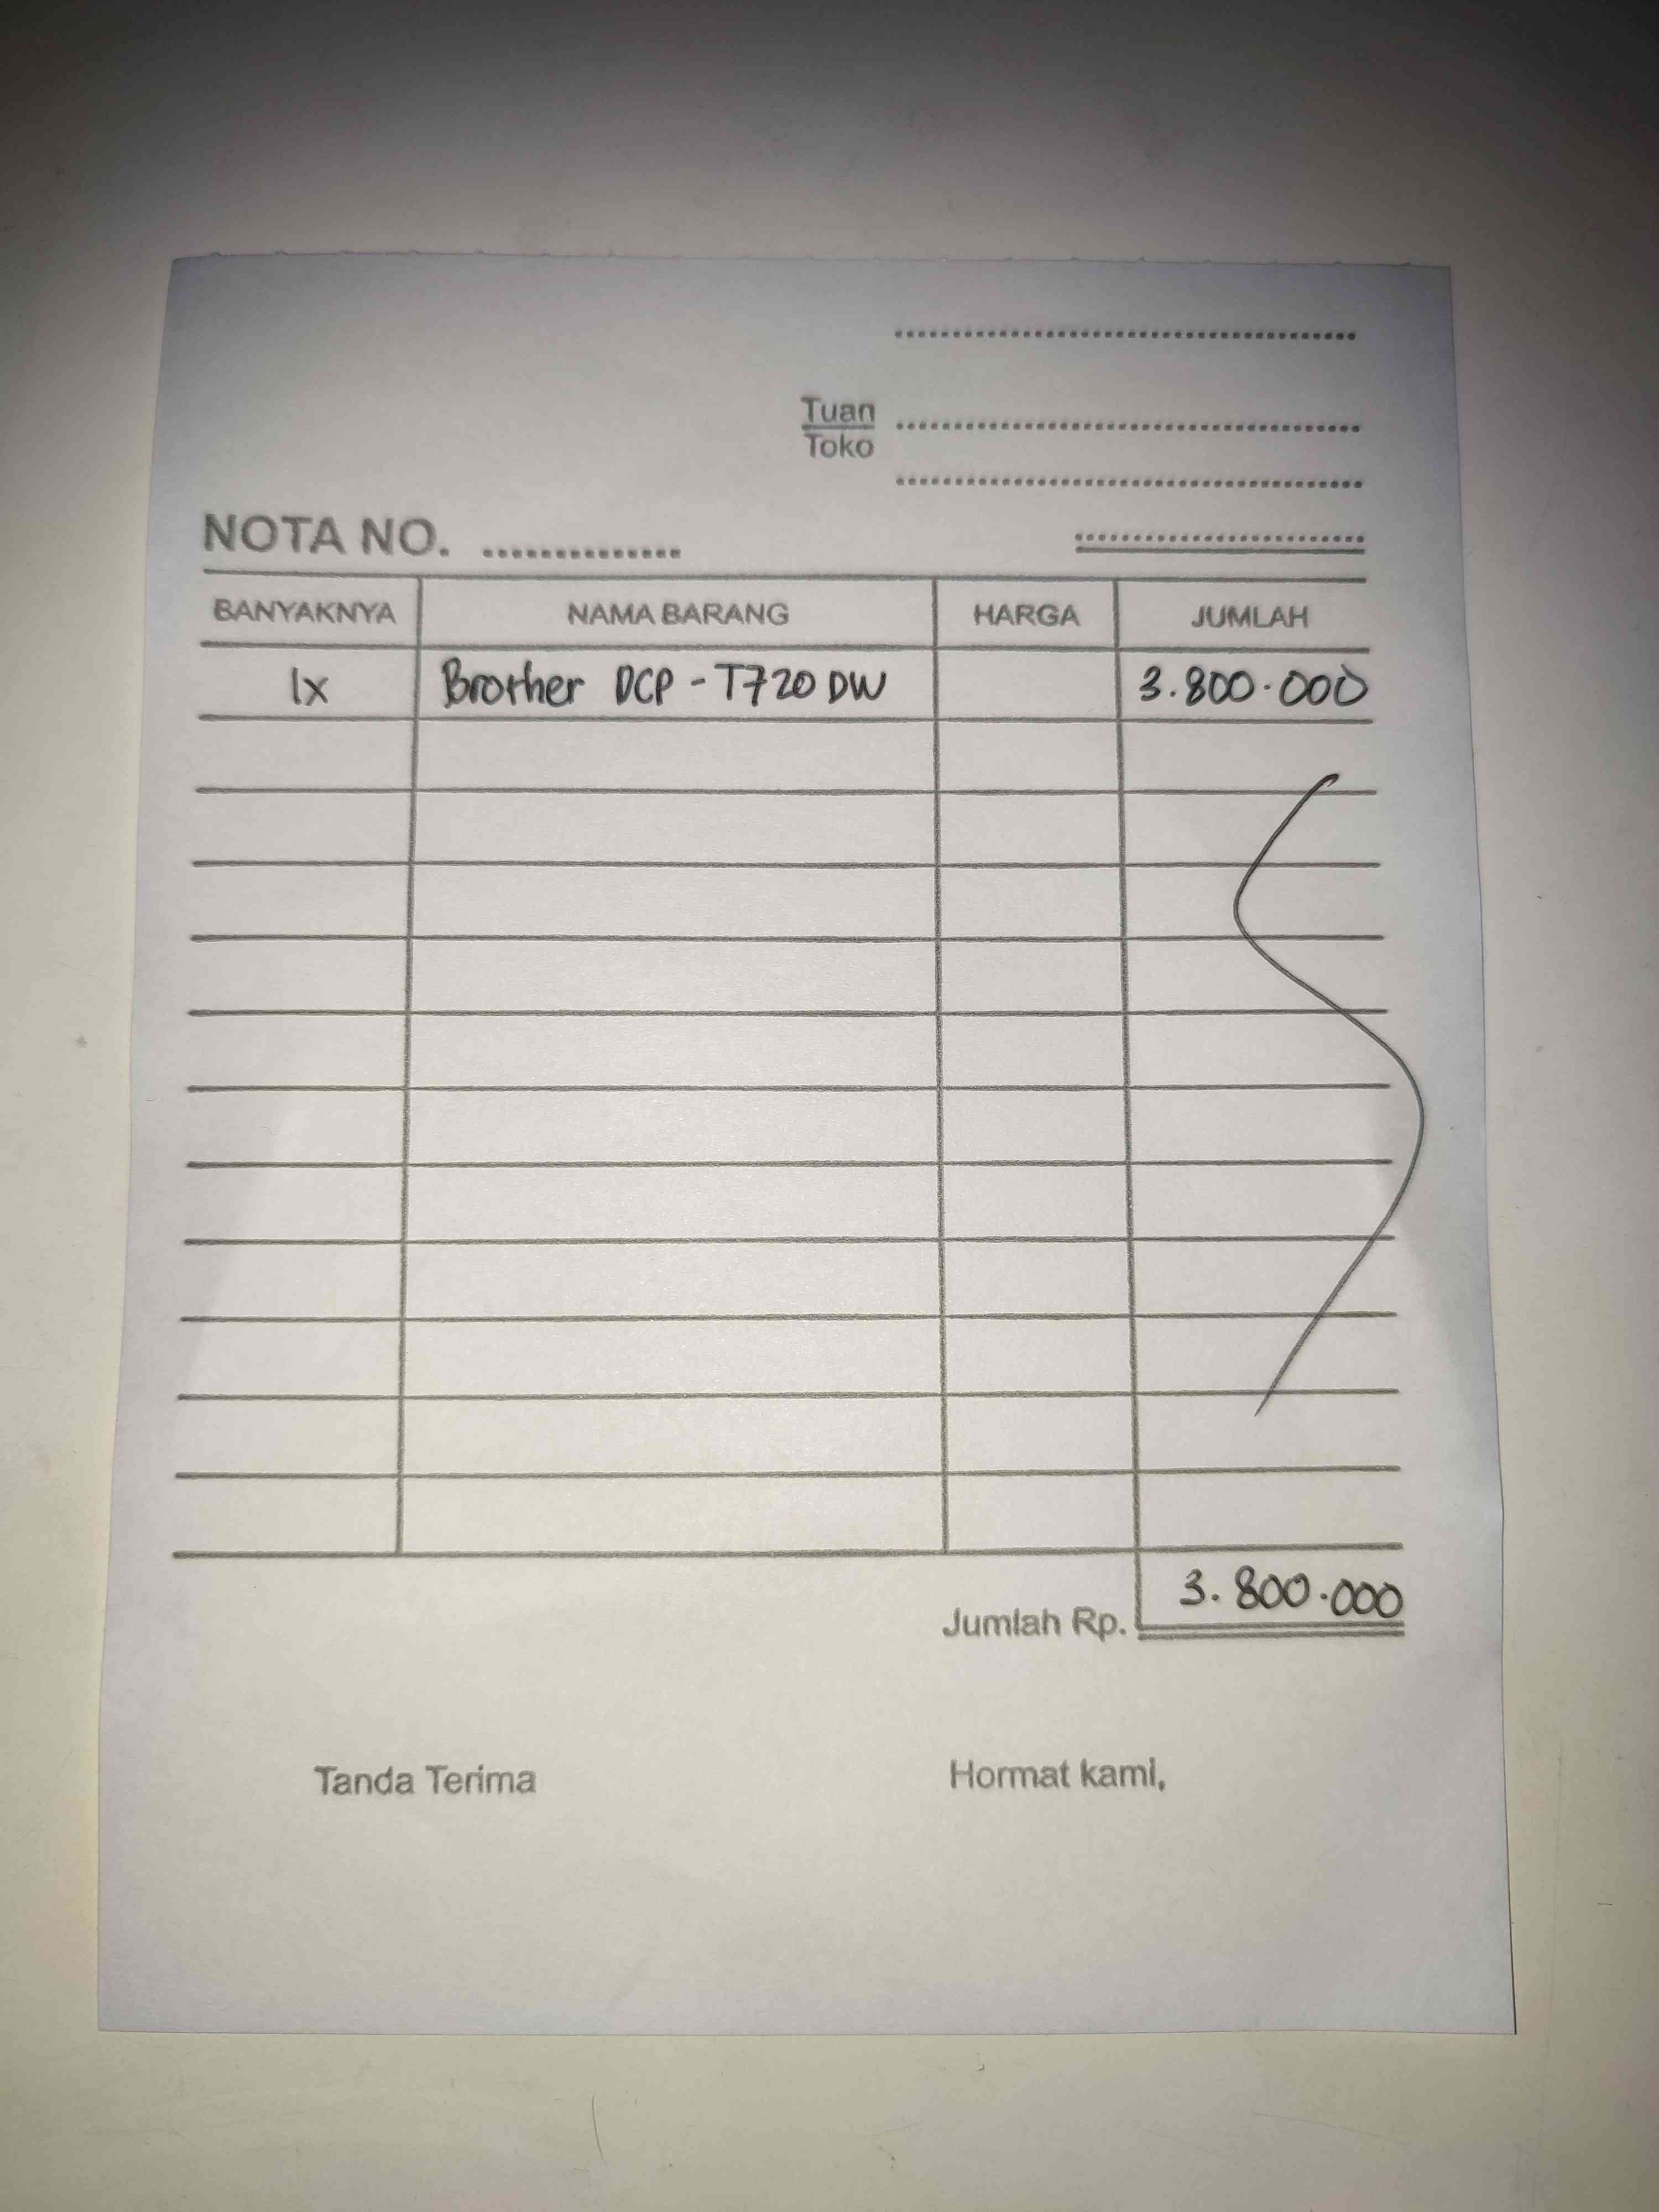 Tuan
Toko
NOTA NO. ..............
BANYAKNYA NAMA BARANG HARGA JUMLAH
1x Brother DCP - T720 DW 3.800.000
Jumlah Rp. 3.800.000
Tanda Terima Hormat kami,